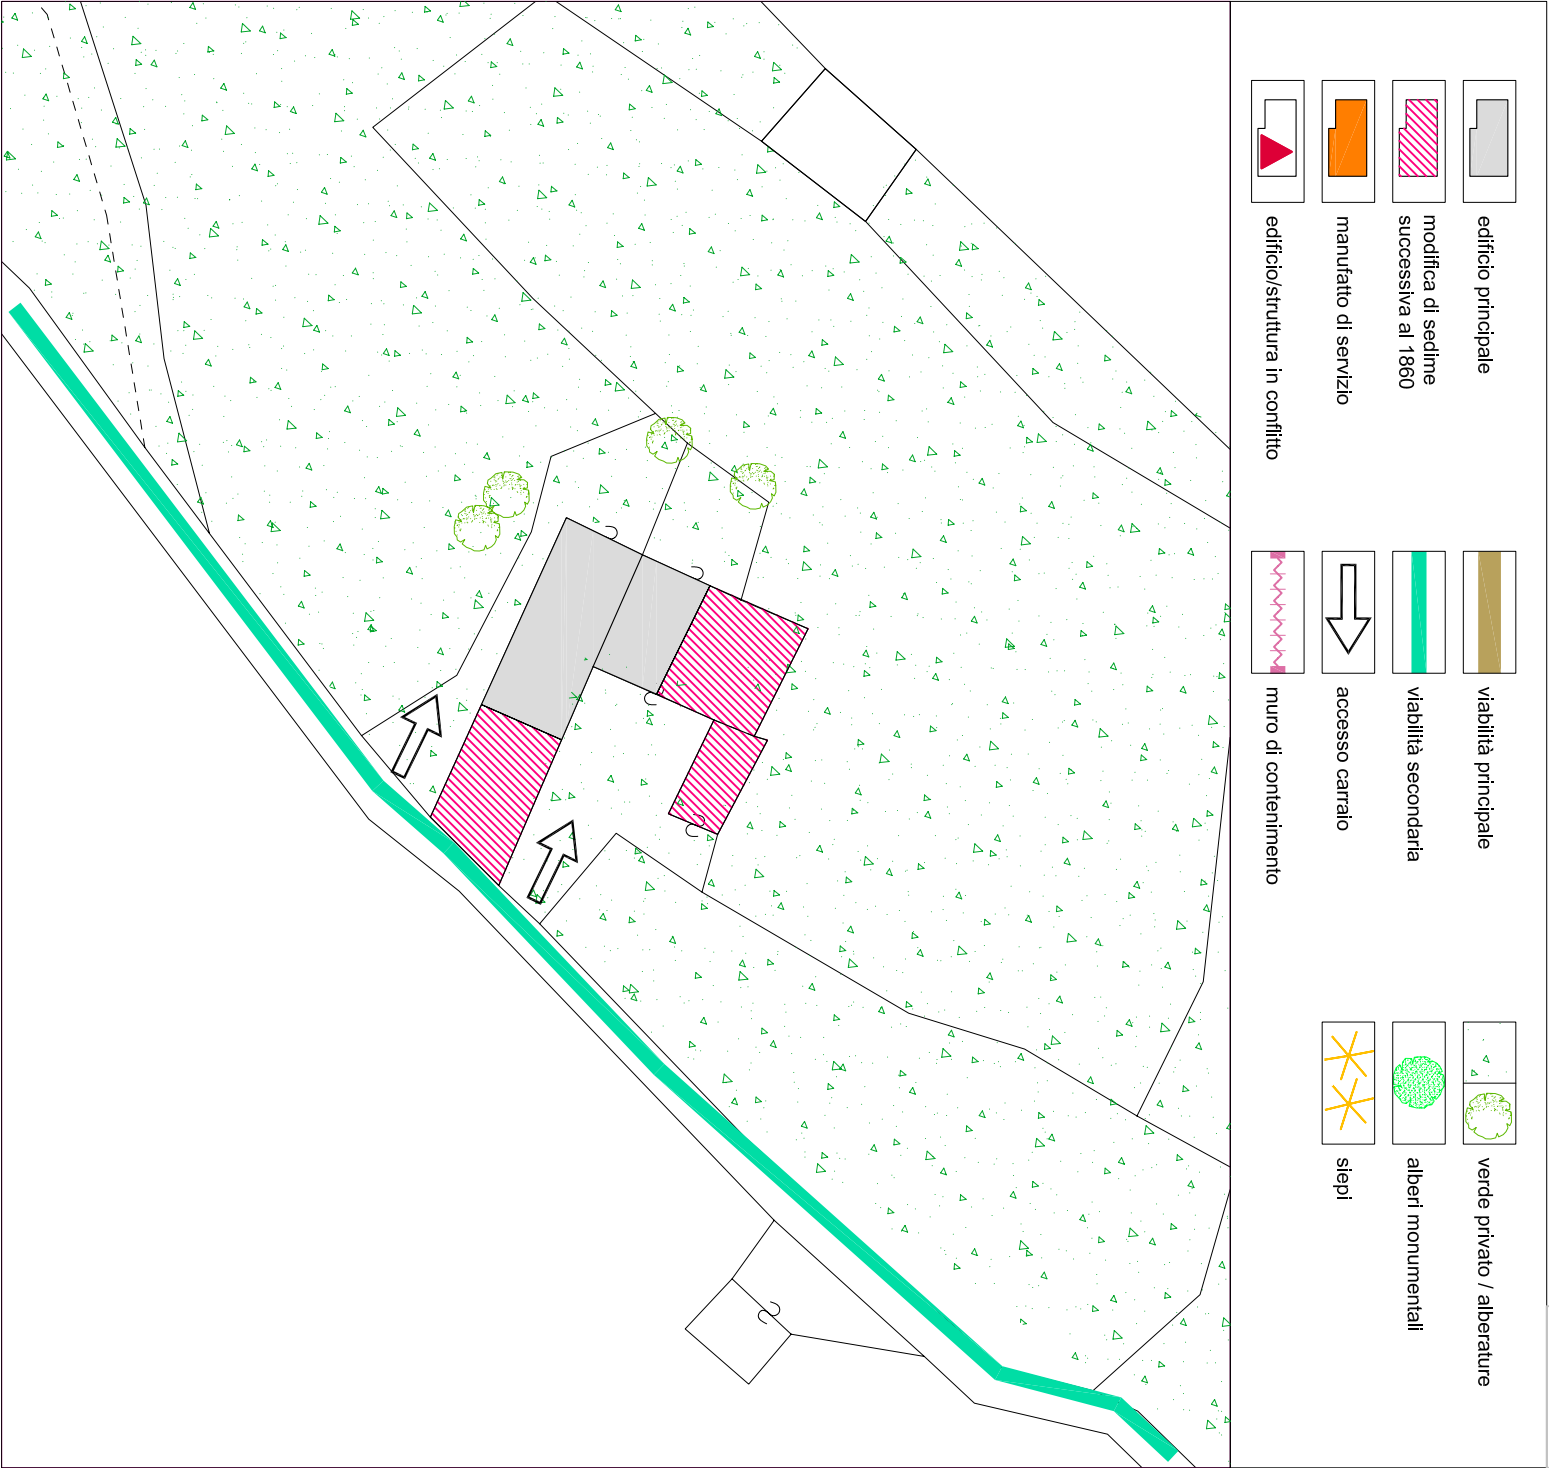 edificio principale
modifica di sedime
successiva al 1860
manufatto di servizio
edificio/struttura in conflitto
viabilità principale
viabilità secondaria
accesso carraio
muro di contenimento
verde privato / alberature
alberi monumentali
siepi